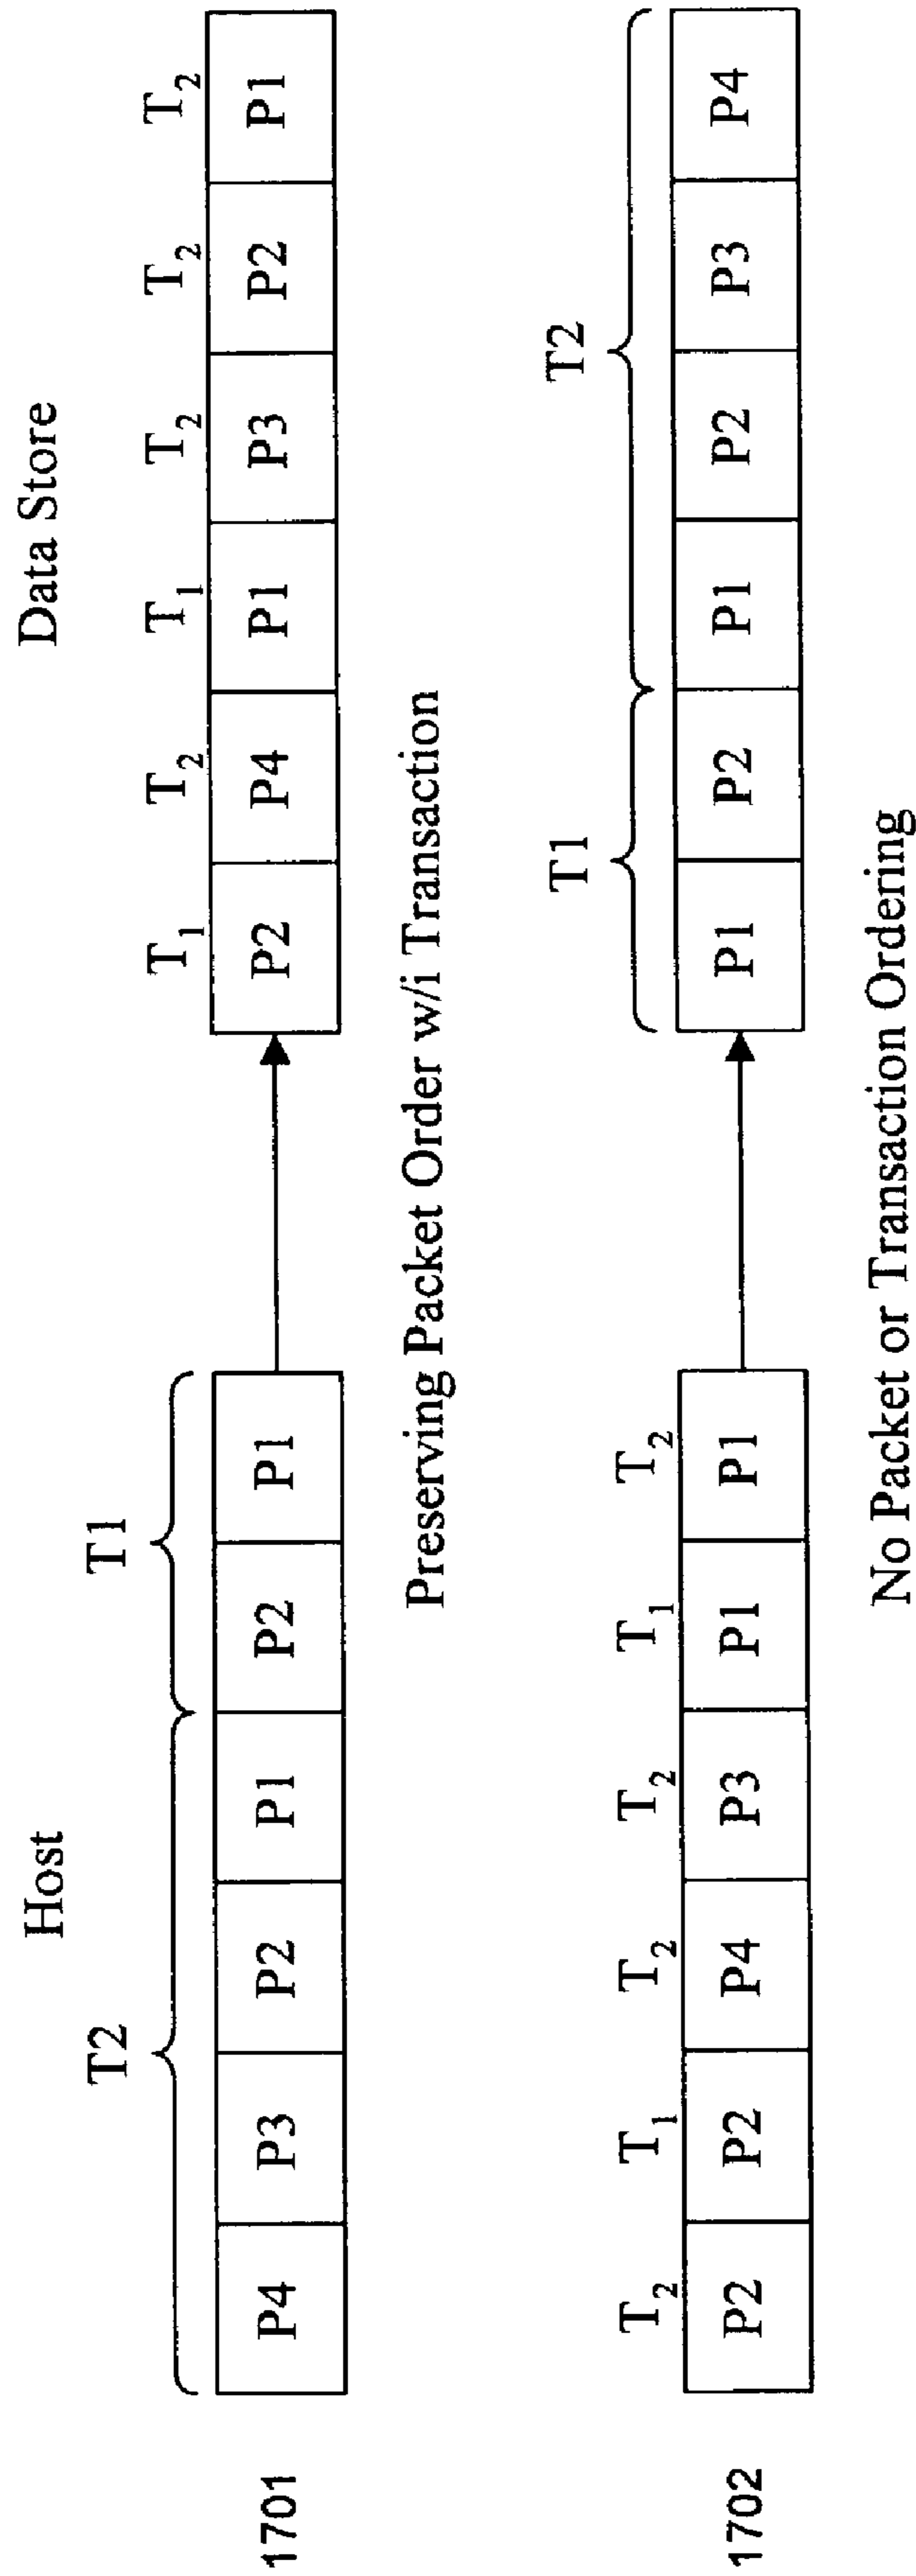 Host Data Store
T2 T1
T₁ T₂ T₁ T₂ T₂ T₂
1701 P4 P3 P2 P1 P2 P1 P2 P4 P1 P3 P2 P1
Preserving Packet Order w/i Transaction
T1 T2
T₂ T₁ T₂ T₂ T₁ T₂
1702 P2 P2 P4 P3 P1 P1 P1 P2 P1 P2 P3 P4
No Packet or Transaction Ordering